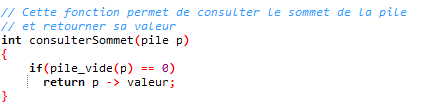 // Cette fonction permet de consulter le sommet de la pile
// et retourner sa valeur
int consulterSommet(pile p)
{
if(pile_vide(p) == 0)
return p -> valeur;
}